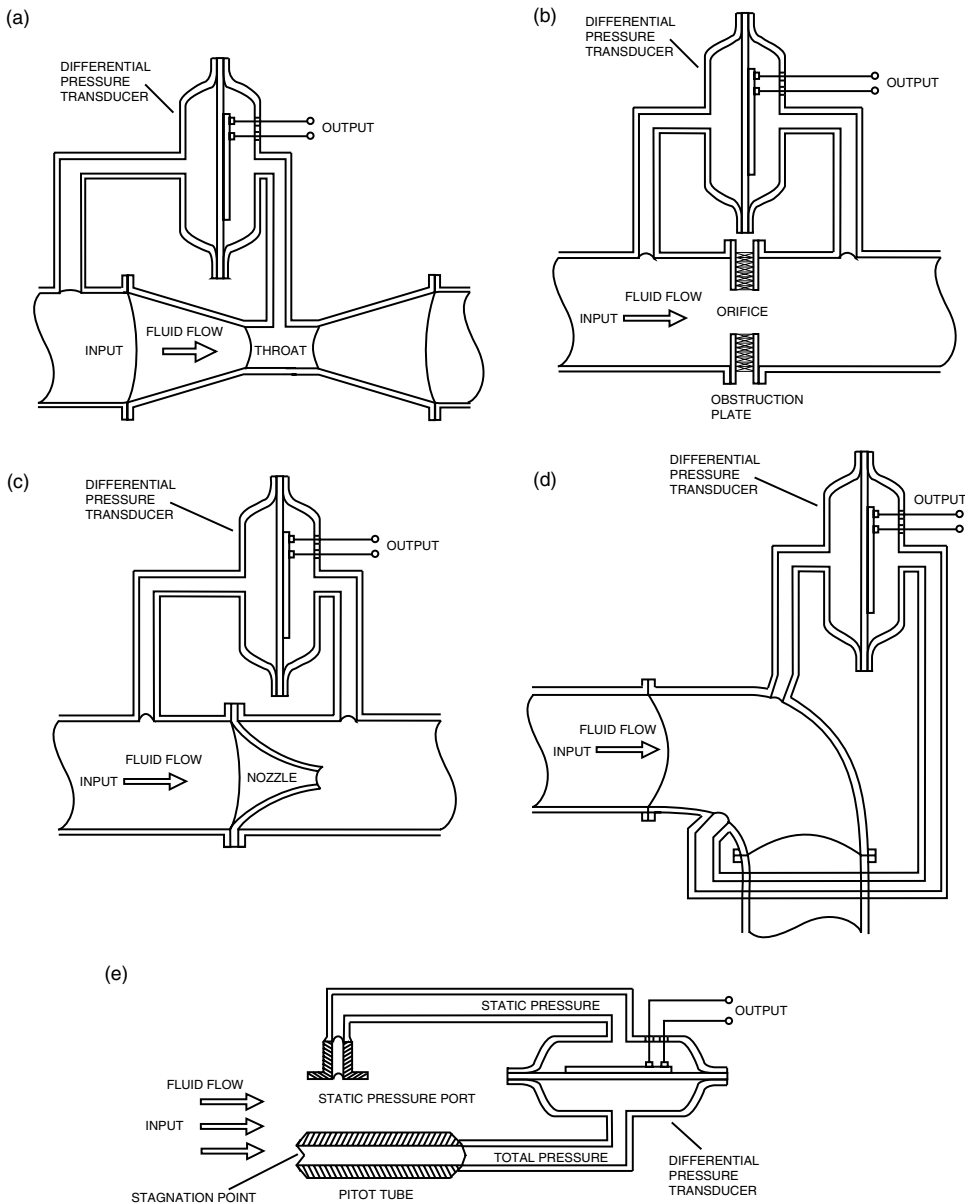 (a)
DIFFERENTIAL
PRESSURE
TRANSDUCER
OUTPUT
FLUID FLOW
INPUT
THROAT
(b)
DIFFERENTIAL
PRESSURE
TRANSDUCER
OUTPUT
FLUID FLOW
INPUT
ORIFICE
OBSTRUCTION
PLATE
(c)
DIFFERENTIAL
PRESSURE
TRANSDUCER
OUTPUT
FLUID FLOW
INPUT
NOZZLE
(d)
DIFFERENTIAL
PRESSURE
TRANSDUCER
OUTPUT
FLUID FLOW
INPUT
(e)
STATIC PRESSURE
OUTPUT
FLUID FLOW
STATIC PRESSURE PORT
INPUT
TOTAL PRESSURE
STAGNATION POINT
PITOT TUBE
DIFFERENTIAL
PRESSURE
TRANSDUCER